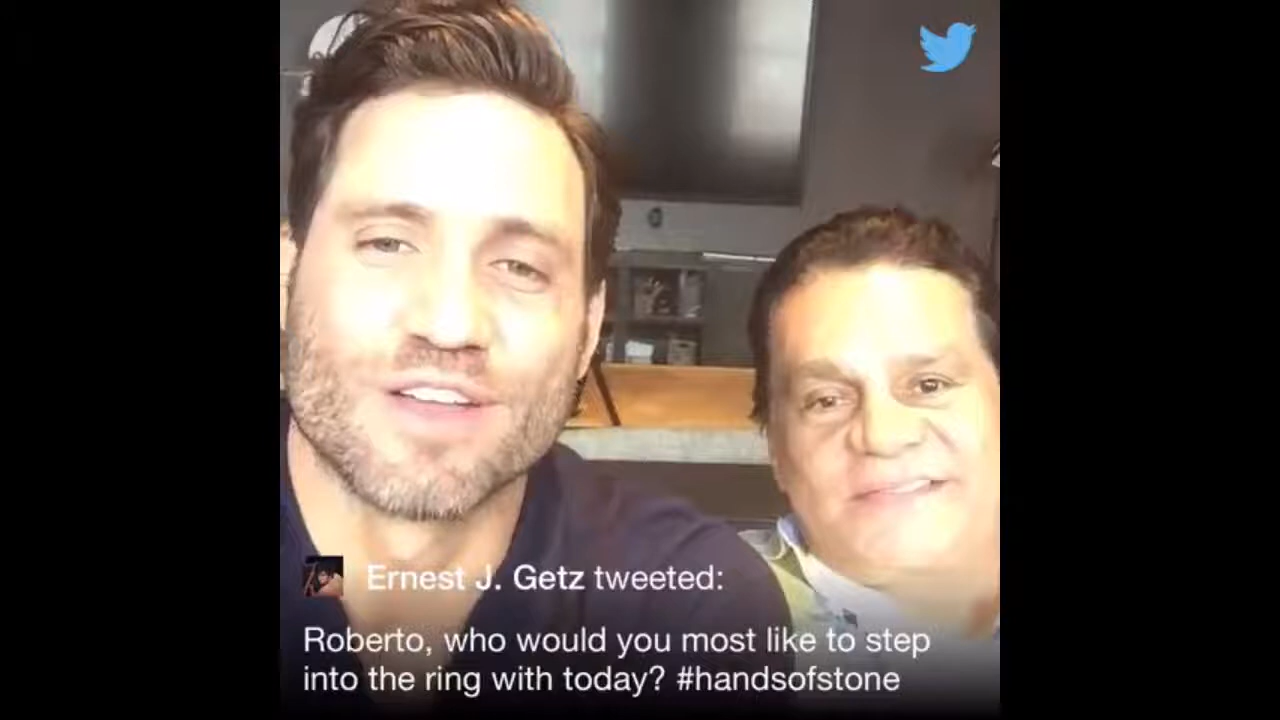 Ernest J. Getz tweeted:
Roberto, who would you most like to step
into the ring with today? #handsofstone